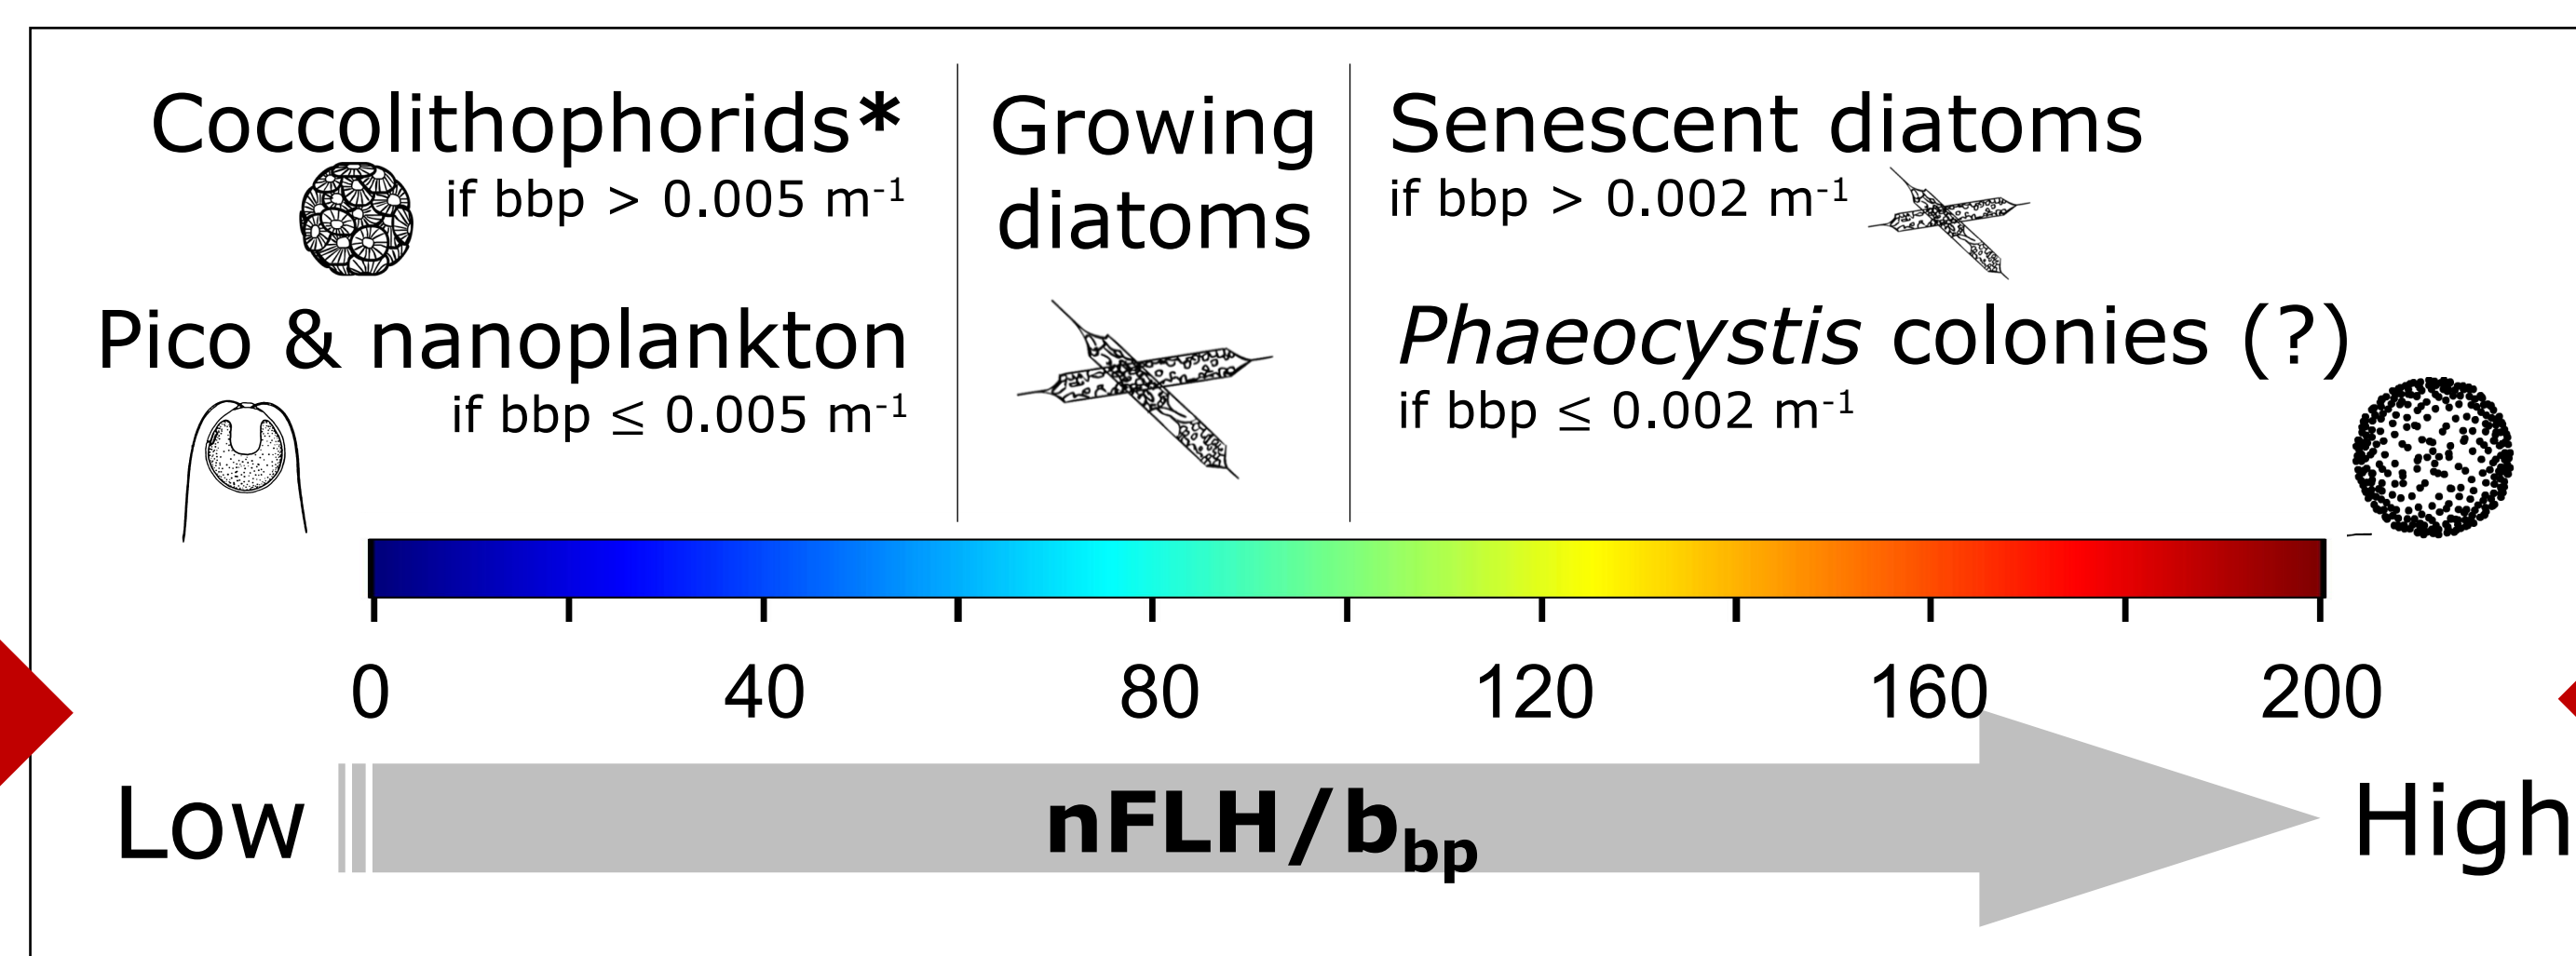 Coccolithophorids*
if bbp > 0.005 m⁻¹
Pico & nanoplankton
if bbp ≤ 0.005 m⁻¹
Growing
diatoms
Senescent diatoms
if bbp > 0.002 m⁻¹
Phaeocystis colonies (?)
if bbp ≤ 0.002 m⁻¹
0 40 80 120 160 200
Low nFLH/bbp High